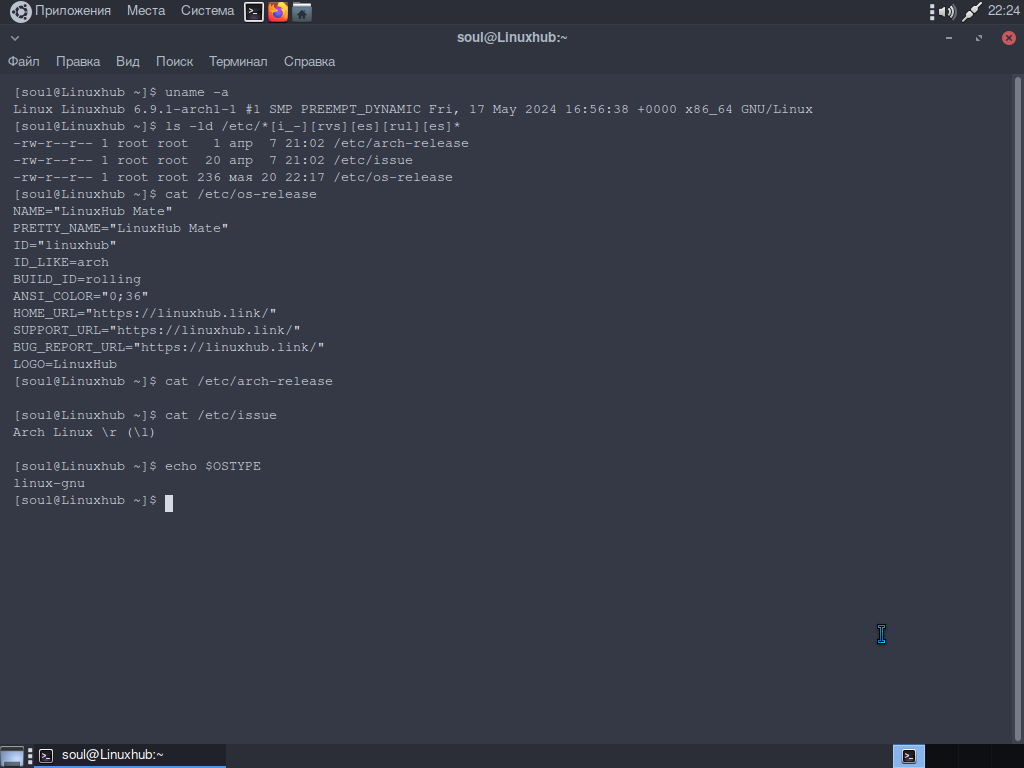 Приложения Места Система 22:24
soul@Linuxhub:~
Файл Правка Вид Поиск Терминал Справка
[soul@Linuxhub ~]$ uname -a
Linux Linuxhub 6.9.1-arch1-1 #1 SMP PREEMPT_DYNAMIC Fri, 17 May 2024 16:56:38 +0000 x86_64 GNU/Linux
[soul@Linuxhub ~]$ ls -ld /etc/*[i_-][rvs][es][rul][es]*
-rw-r--r-- 1 root root   1 апр  7 21:02 /etc/arch-release
-rw-r--r-- 1 root root  20 апр  7 21:02 /etc/issue
-rw-r--r-- 1 root root 236 мая 20 22:17 /etc/os-release
[soul@Linuxhub ~]$ cat /etc/os-release
NAME="LinuxHub Mate"
PRETTY_NAME="LinuxHub Mate"
ID="linuxhub"
ID_LIKE=arch
BUILD_ID=rolling
ANSI_COLOR="0;36"
HOME_URL="https://linuxhub.link/"
SUPPORT_URL="https://linuxhub.link/"
BUG_REPORT_URL="https://linuxhub.link/"
LOGO=LinuxHub
[soul@Linuxhub ~]$ cat /etc/arch-release
[soul@Linuxhub ~]$ cat /etc/issue
Arch Linux \r (\l)
[soul@Linuxhub ~]$ echo $OSTYPE
linux-gnu
[soul@Linuxhub ~]$
soul@Linuxhub:~